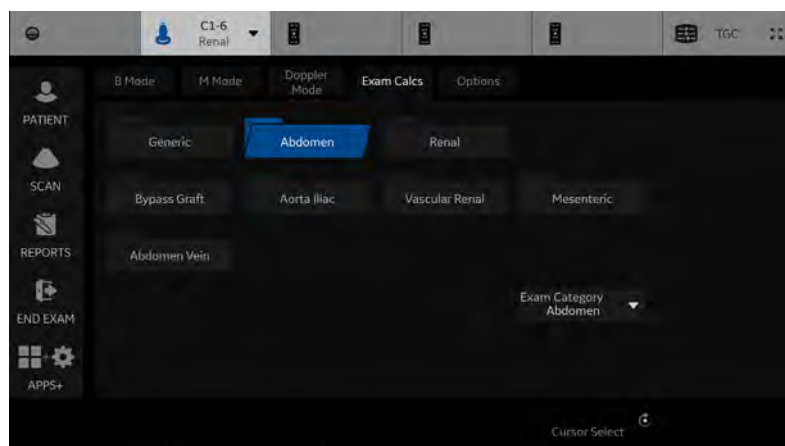 C1-6
Renal
TGC
B Mode
M Mode
Doppler
Mode
Exam Calcs
Options
PATIENT
SCAN
REPORTS
END EXAM
APPS+
Generic
Abdomen
Renal
Bypass Graft
Aorta Iliac
Vascular Renal
Mesenteric
Abdomen Vein
Exam Category
Abdomen
Cursor Select